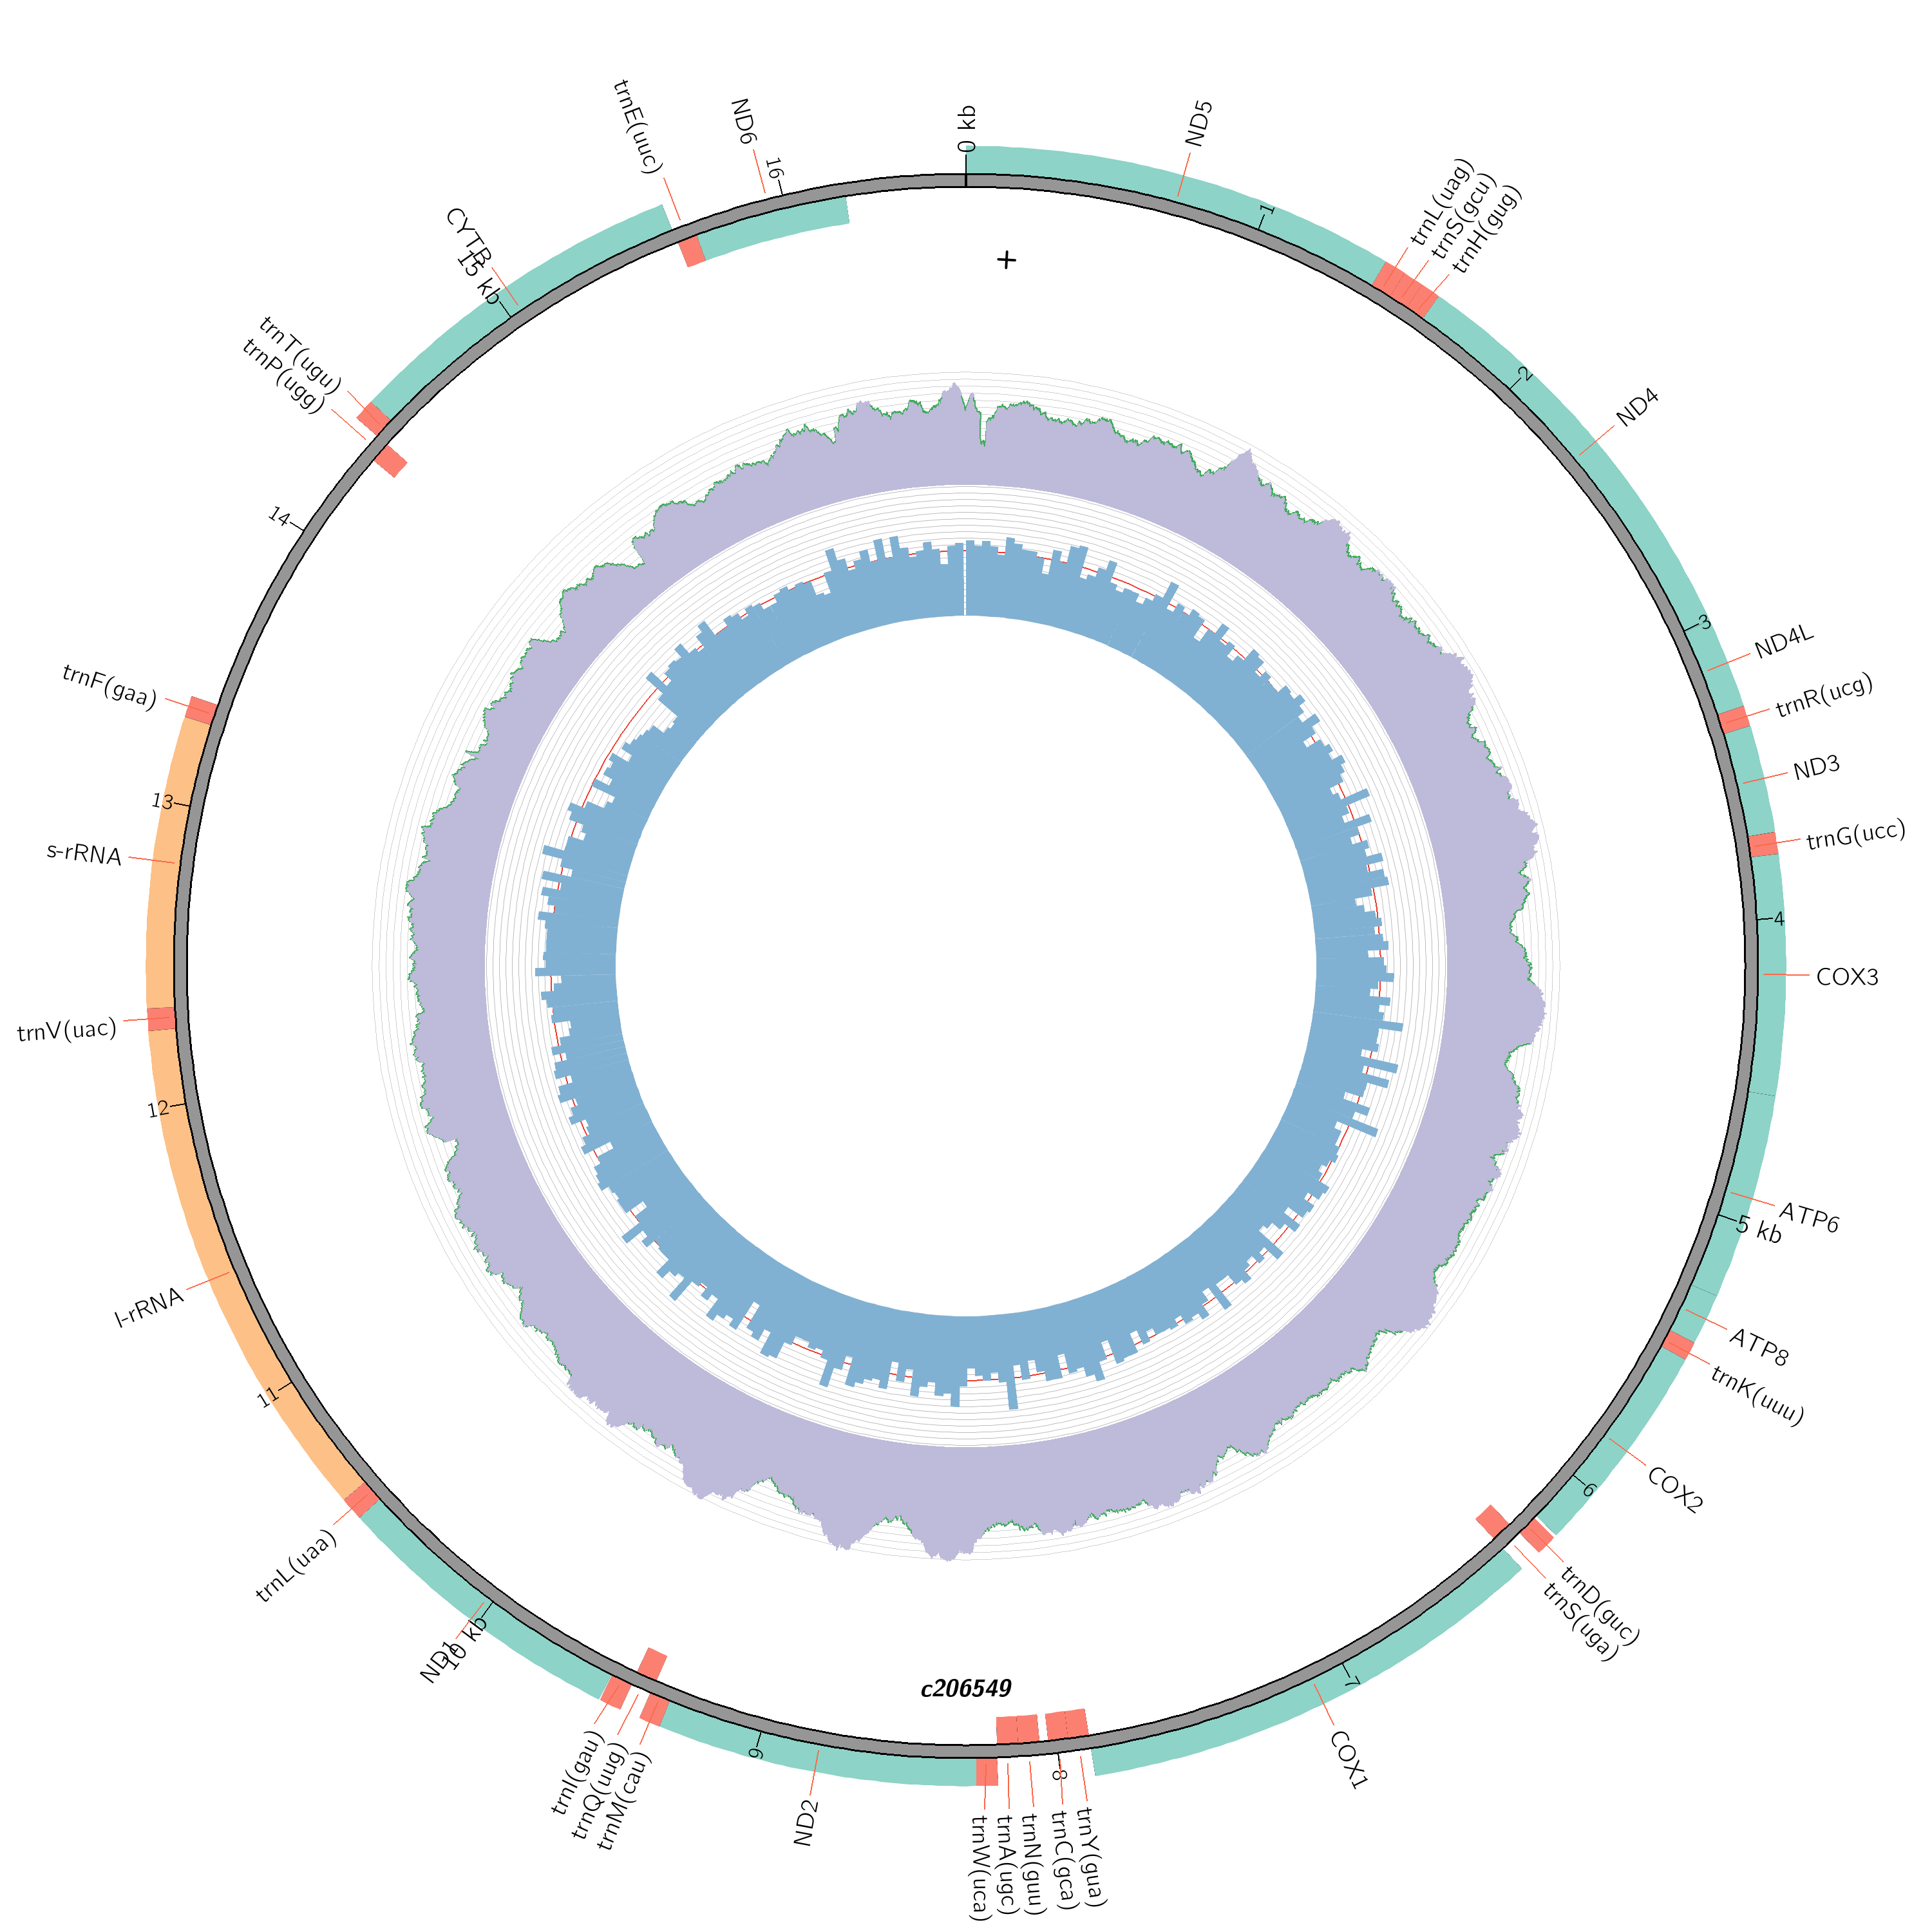 0 kb
ND5
1
trnL(uag)
trnS(gcu)
trnH(gug)
2
ND4
3
ND4L
trnR(ucg)
ND3
trnG(ucc)
4
COX3
ATP6
5 kb
ATP8
trnK(uuu)
COX2
6
trnD(guc)
trnS(uga)
7
COX1
trnY(gua)
8
trnC(gca)
trnN(guu)
trnA(ugc)
trnW(uca)
c206549
ND2
9
trnM(cau)
trnQ(uug)
trnI(gau)
10 kb
ND1
trnL(uaa)
11
l-rRNA
12
trnV(uac)
s-rRNA
13
trnF(gaa)
14
trnP(ugg)
trnT(ugu)
15 kb
CYTB
trnE(uuc)
ND6
16
+